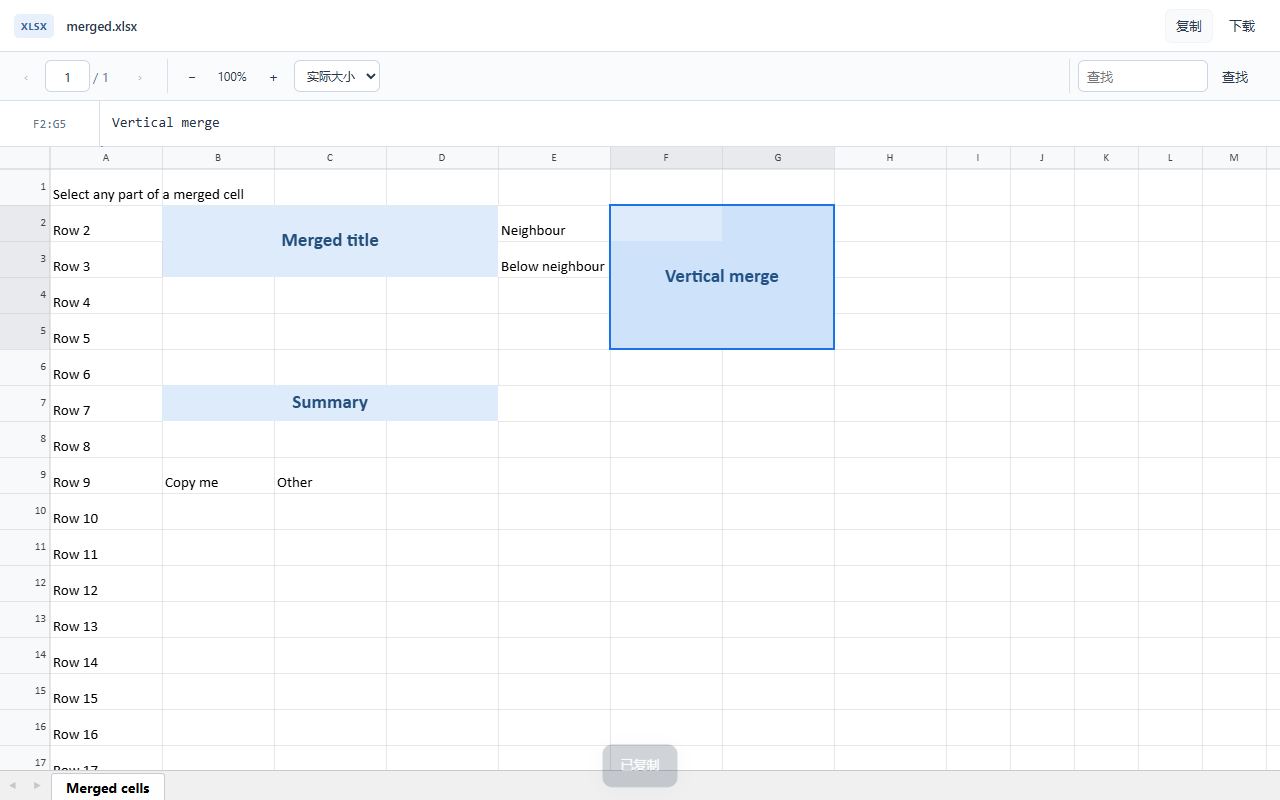 XLSX merged.xlsx 复制 下载
‹ 1 / 1 › − 100% + 实际大小 查找 查找
F2:G5 Vertical merge
A B C D E F G H I J K L M
1 Select any part of a merged cell
2 Row 2 Merged title Neighbour
3 Row 3 Below neighbour Vertical merge
4 Row 4
5 Row 5
6 Row 6
7 Row 7 Summary
8 Row 8
9 Row 9 Copy me Other
10 Row 10
11 Row 11
12 Row 12
13 Row 13
14 Row 14
15 Row 15
16 Row 16
17 Row 17
已复制
Merged cells